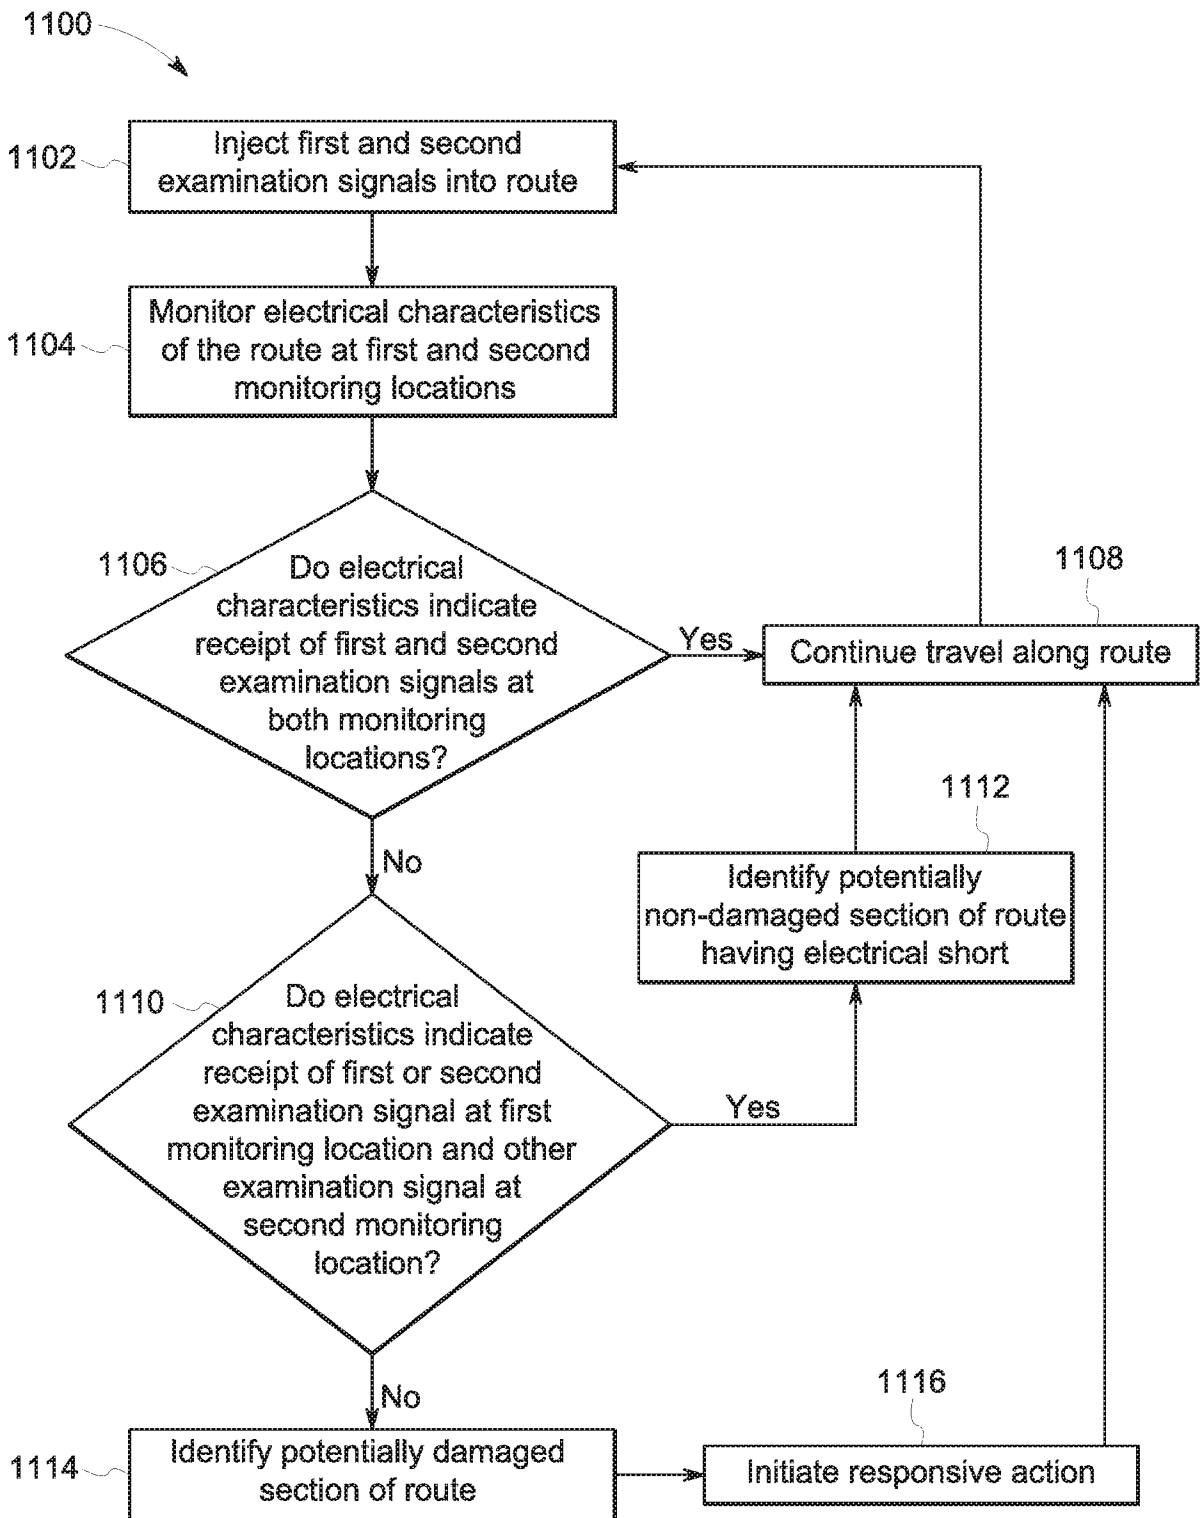 1100
1102
Inject first and second
examination signals into route
1104
Monitor electrical characteristics
of the route at first and second
monitoring locations
1106
Do electrical
characteristics indicate
receipt of first and second
examination signals at
both monitoring
locations?
Yes
1108
Continue travel along route
No
1112
Identify potentially
non-damaged section of route
having electrical short
1110
Do electrical
characteristics indicate
receipt of first or second
examination signal at first
monitoring location and other
examination signal at
second monitoring
location?
Yes
No
1114
Identify potentially damaged
section of route
1116
Initiate responsive action